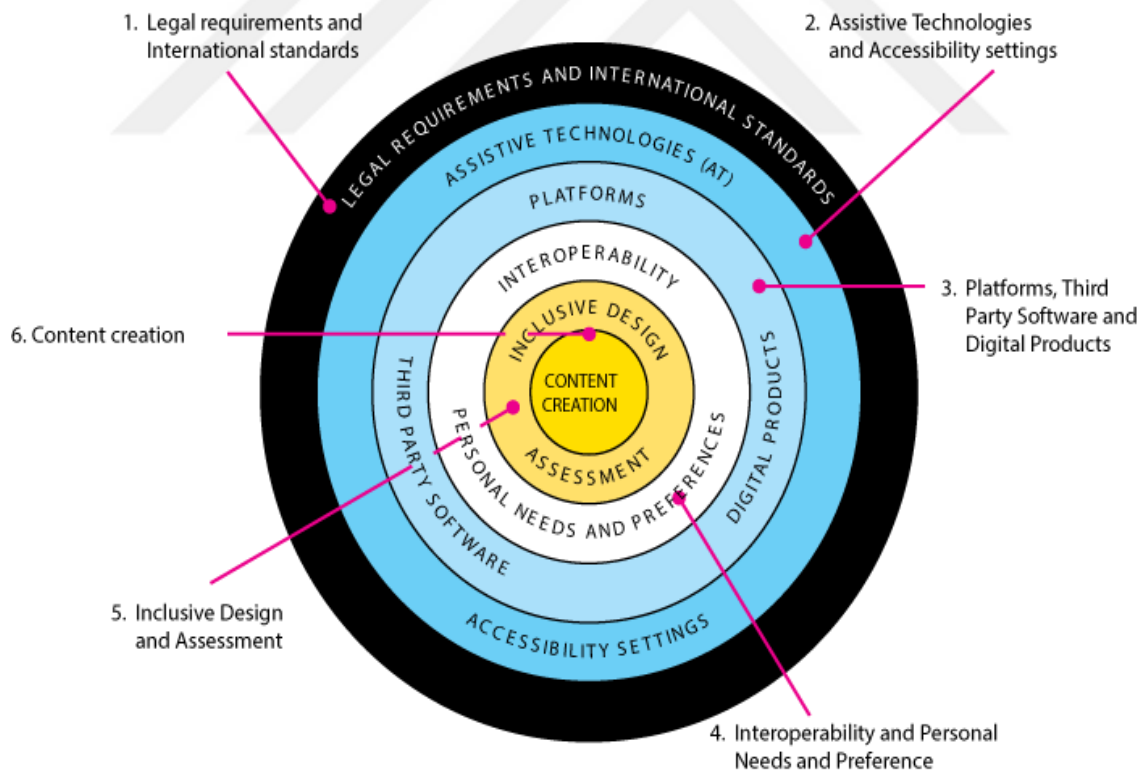 1. Legal requirements and
International standards
2. Assistive Technologies
and Accessibility settings
LEGAL REQUIREMENTS AND INTERNATIONAL STANDARDS
ASSISTIVE TECHNOLOGIES (AT)
PLATFORMS
INTEROPERABILITY
INCLUSIVE DESIGN
CONTENT
CREATION
ASSESSMENT
PERSONAL NEEDS AND PREFERENCES
THIRD PARTY SOFTWARE
DIGITAL PRODUCTS
ACCESSIBILITY SETTINGS
3. Platforms, Third
Party Software and
Digital Products
6. Content creation
5. Inclusive Design
and Assessment
4. Interoperability and Personal
Needs and Preference